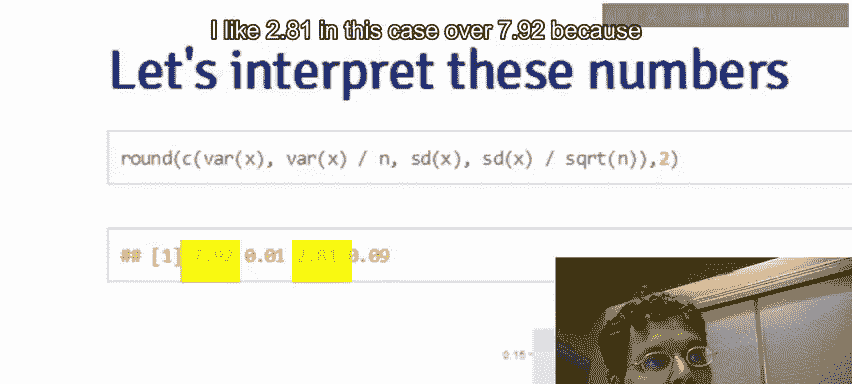 I like 2.81 in this case over 7.92 because
Let's interpret these numbers
round(c(var(x), var(x) / n, sd(x), sd(x) / sqrt(n)),2)
## [1] 7.92 0.01 2.81 0.09
0.15